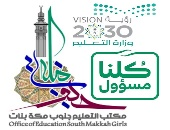 VISION رؤية
2030
وزارة التعليم
كلنا
مسؤول
مكتب التعليم جنوب مكة بنات
Office of Education South Makkah Girls